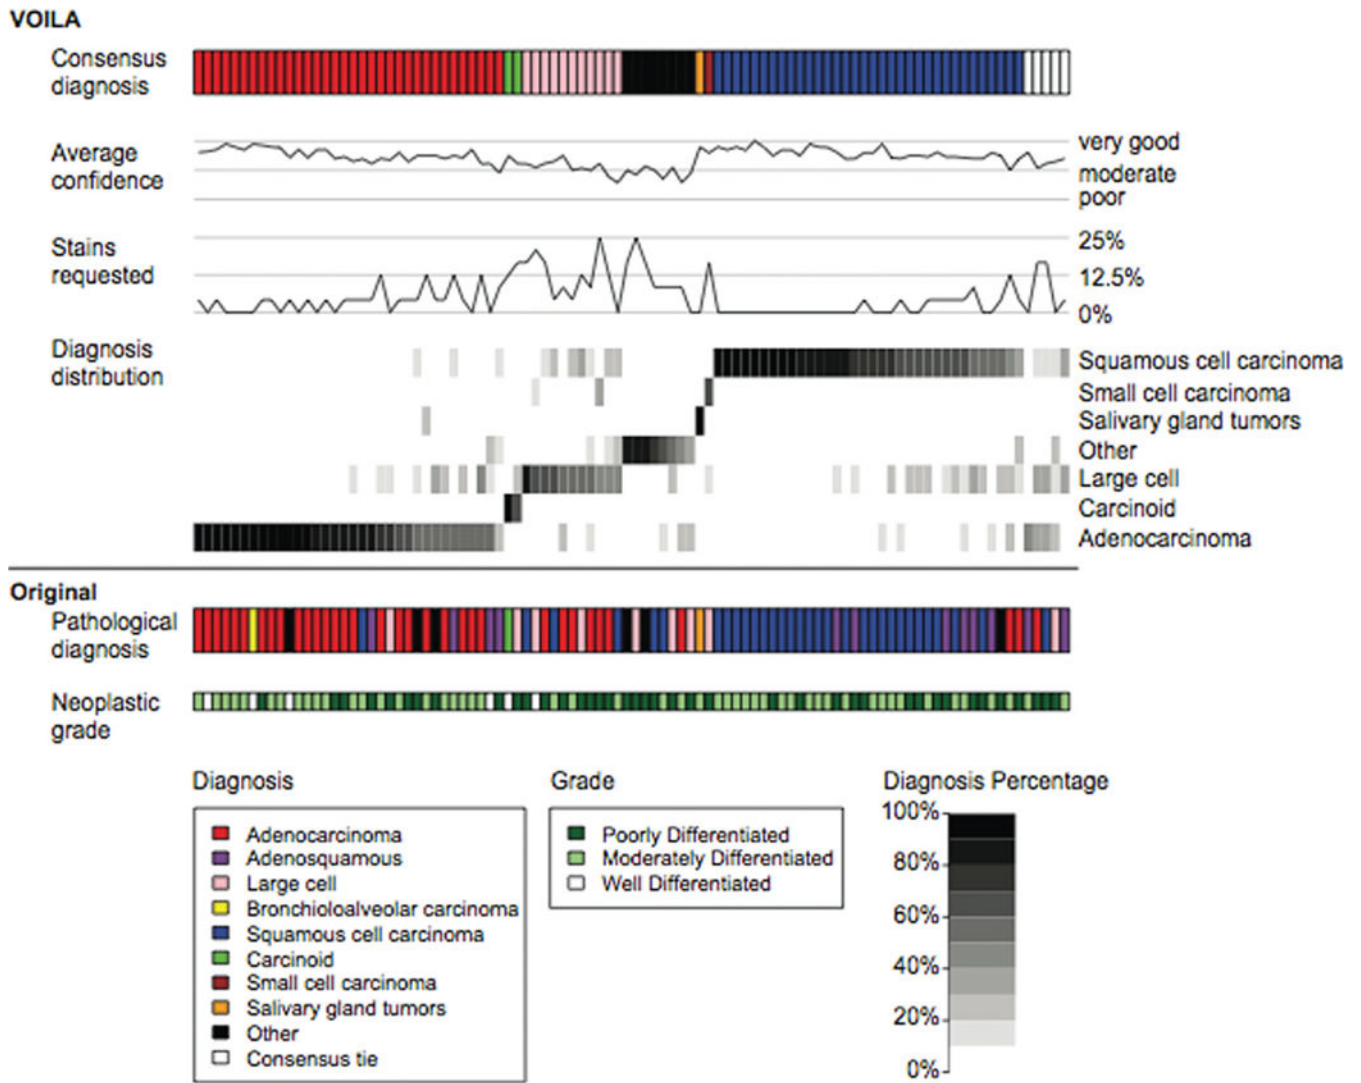 VOILA
Consensus
diagnosis
Average
confidence
very good
moderate
poor
Stains
requested
25%
12.5%
0%
Diagnosis
distribution
Squamous cell carcinoma
Small cell carcinoma
Salivary gland tumors
Other
Large cell
Carcinoid
Adenocarcinoma
Original
Pathological
diagnosis
Neoplastic
grade
Diagnosis
Adenocarcinoma
Adenosquamous
Large cell
Bronchioloalveolar carcinoma
Squamous cell carcinoma
Carcinoid
Small cell carcinoma
Salivary gland tumors
Other
Consensus tie
Grade
Poorly Differentiated
Moderately Differentiated
Well Differentiated
Diagnosis Percentage
100%
80%
60%
40%
20%
0%